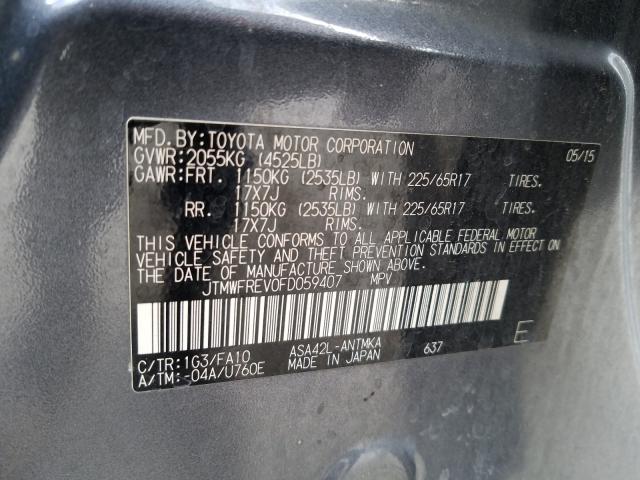 MFD.BY:TOYOTA MOTOR CORPORATION 05/15
GVWR:2055KG (4525LB)
GAWR:FRT. 1150KG (2535LB) WITH 225/65R17 TIRES.
17X7J RIMS.
RR. 1150KG (2535LB) WITH 225/65R17 TIRES.
17X7J RIMS.
THIS VEHICLE CONFORMS TO ALL APPLICABLE FEDERAL MOTOR
VEHICLE SAFETY AND THEFT PREVENTION STANDARDS IN EFFECT ON
THE DATE OF MANUFACTURE SHOWN ABOVE.
JTMWFREV0FD059407 MPV
C/TR:1G3/FA10 ASA42L-ANTMKA 637 E
A/TM:-04A/U760E MADE IN JAPAN